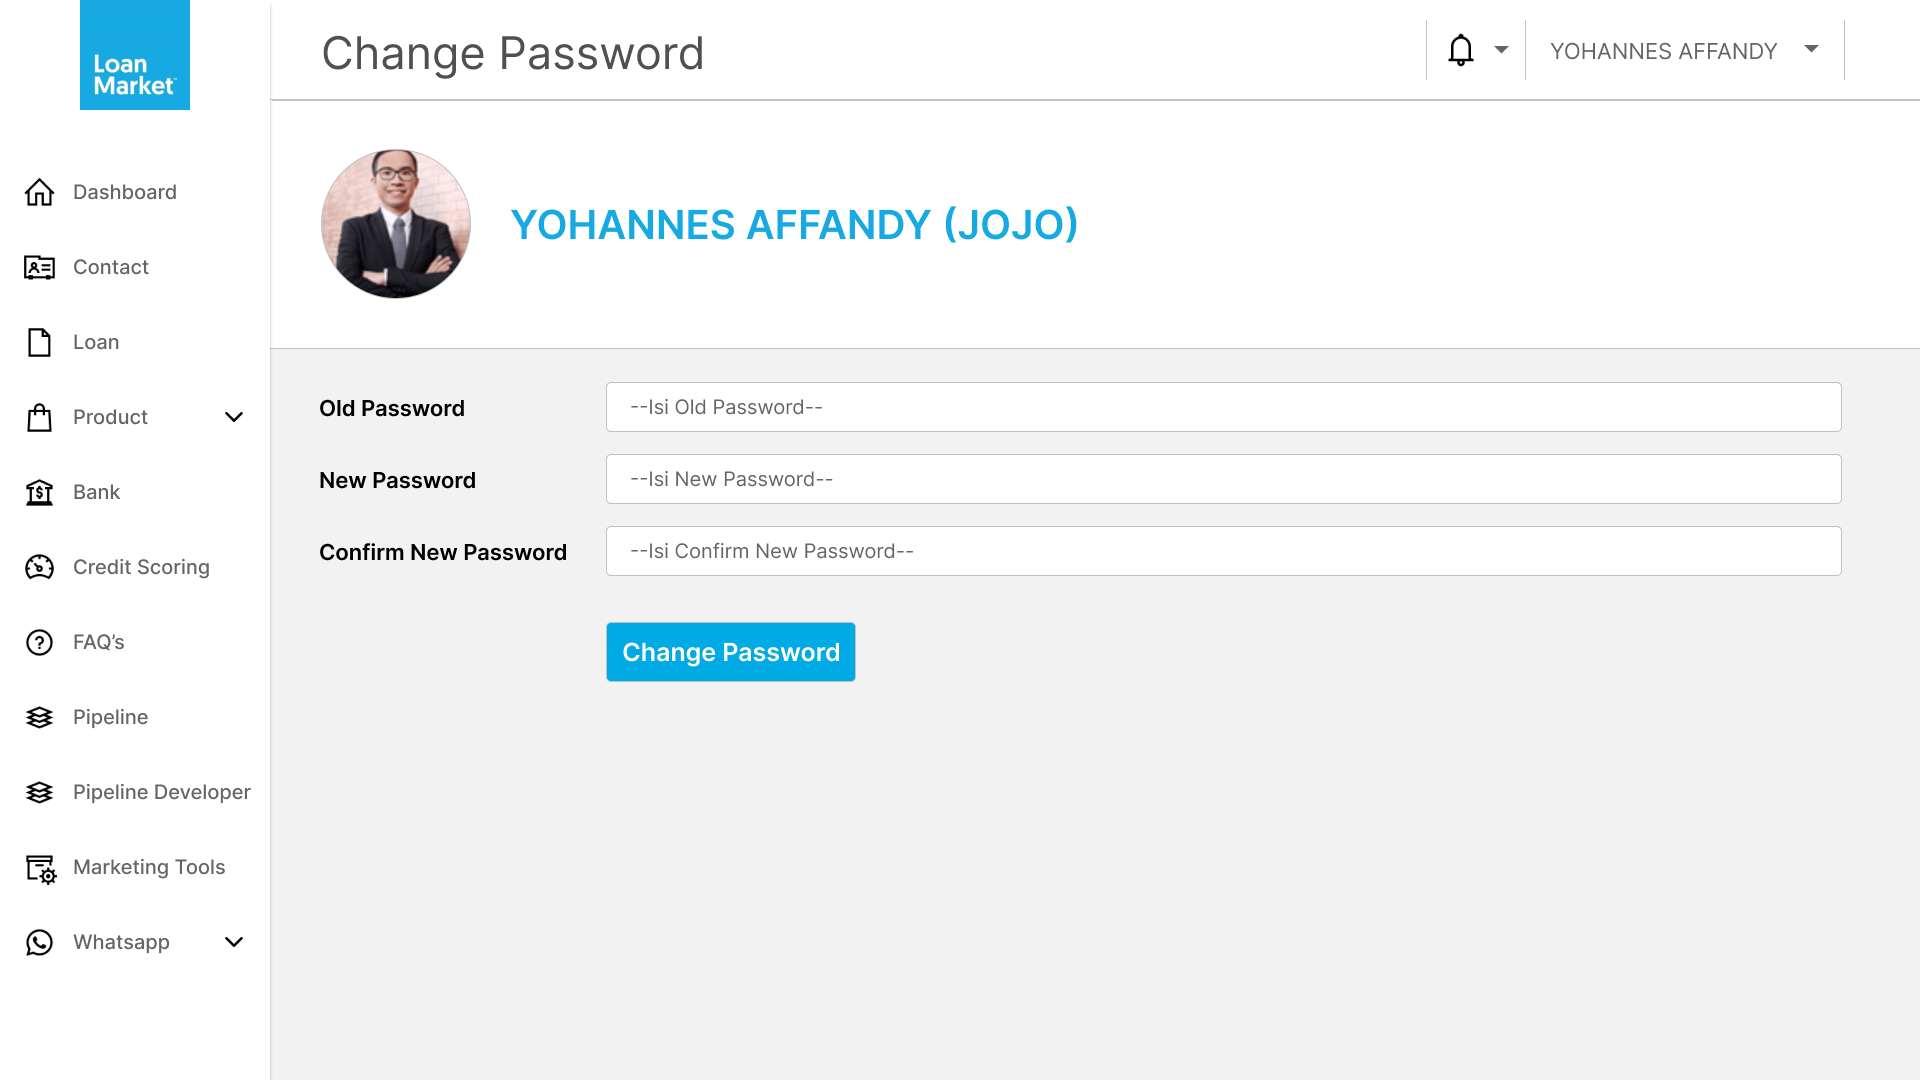 Loan
Market
Change Password
YOHANNES AFFANDY
Dashboard
Contact
Loan
Product
Bank
Credit Scoring
FAQ’s
Pipeline
Pipeline Developer
Marketing Tools
Whatsapp
YOHANNES AFFANDY (JOJO)
Old Password
--Isi Old Password--
New Password
--Isi New Password--
Confirm New Password
--Isi Confirm New Password--
Change Password